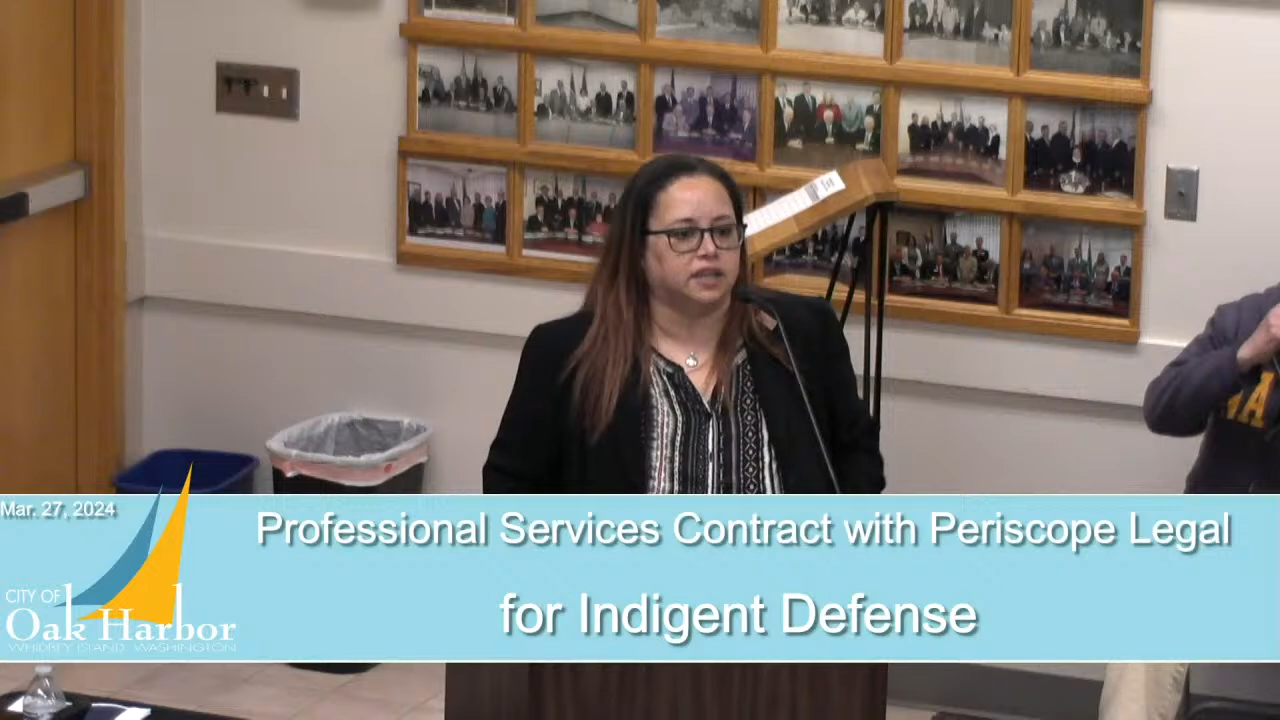 Mar. 27, 2024
Professional Services Contract with Periscope Legal
for Indigent Defense
CITY OF
Oak Harbor
WHIDBEY ISLAND, WASHINGTON